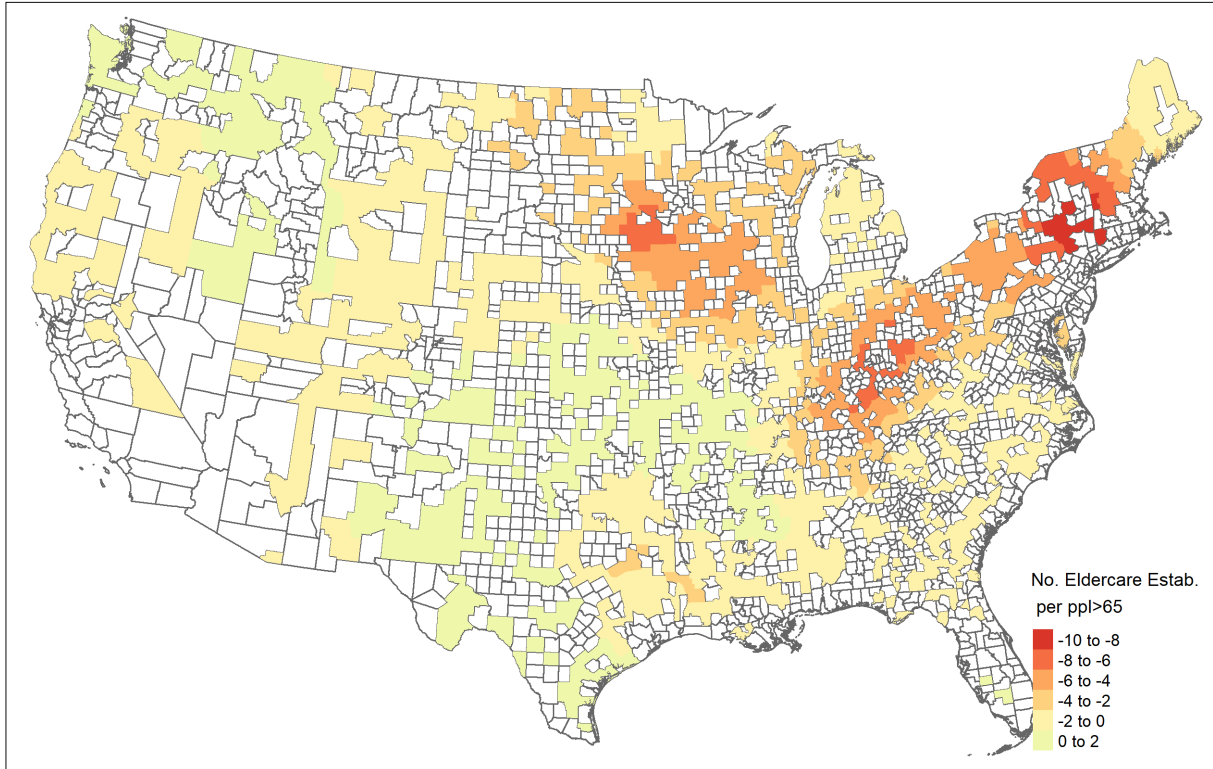 No. Eldercare Estab.
per ppl>65
-10 to -8
-8 to -6
-6 to -4
-4 to -2
-2 to 0
0 to 2